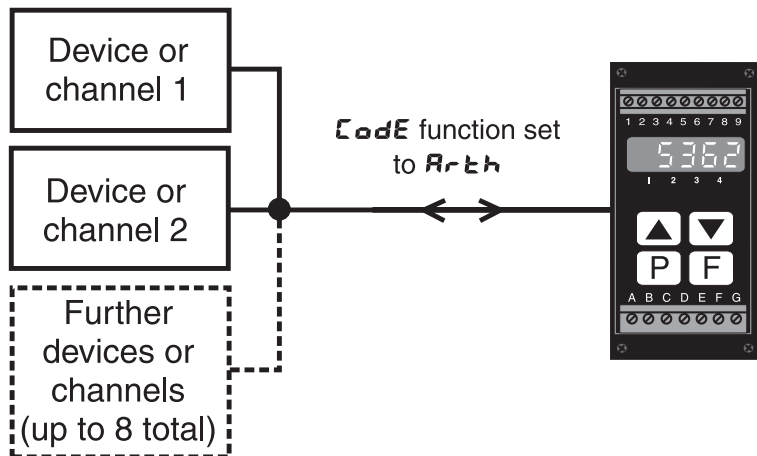 Device or
channel 1
Device or
channel 2
Further
devices or
channels
(up to 8 total)
CodE function set
to Arth
1 2 3 4 5 6 7 8 9
5362
1 2 3 4
P F
A B C D E F G